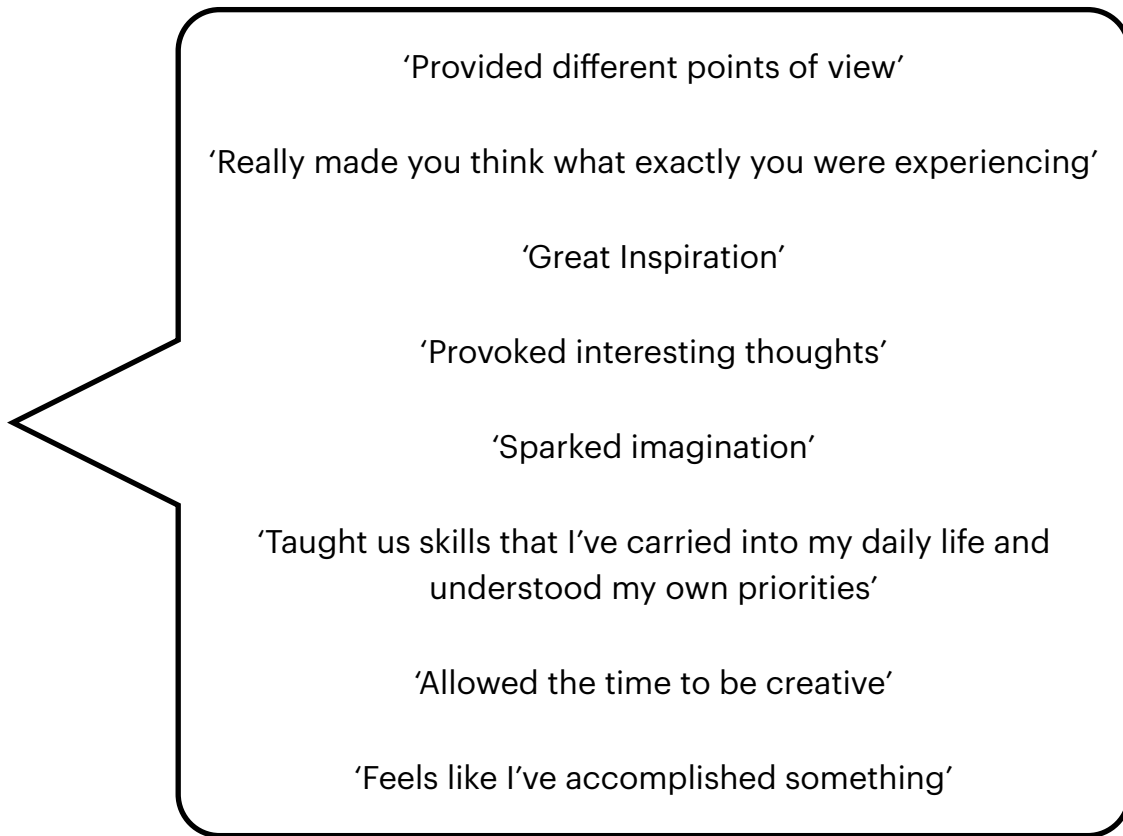 ‘Provided different points of view’
‘Really made you think what exactly you were experiencing’
‘Great Inspiration’
‘Provoked interesting thoughts’
‘Sparked imagination’
‘Taught us skills that I’ve carried into my daily life and
understood my own priorities’
‘Allowed the time to be creative’
‘Feels like I’ve accomplished something’